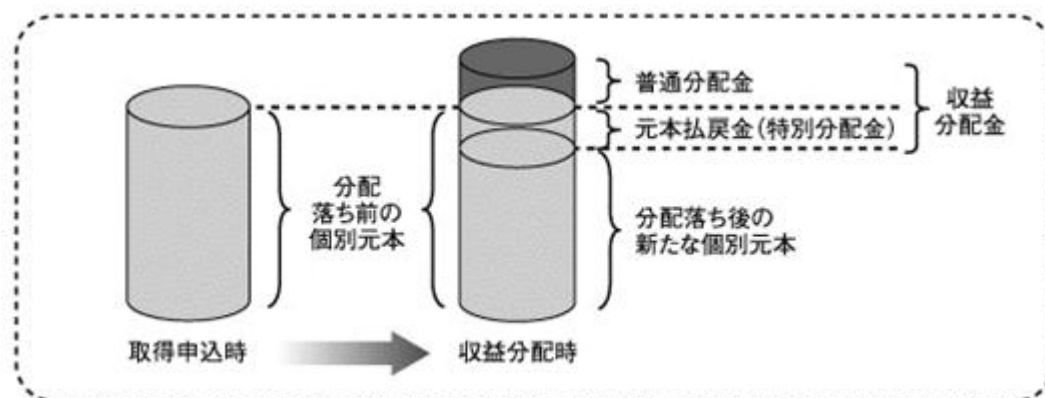 普通分配金
収益
分配金
元本払戻金(特別分配金)
分配
落ち前の
個別元本
分配落ち後の
新たな個別元本
取得申込時
収益分配時